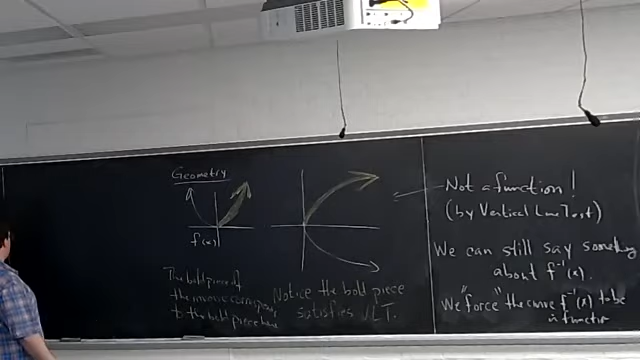 Geometry
f(x)
The bold piece of
the inverse
to the bold piece here
Notice the bold piece
satisfies VLT.
Not a function!
(by Vertical Line Test)
We can still say something
about f⁻¹(x).
We "force" the curve f⁻¹(x) to be
a function